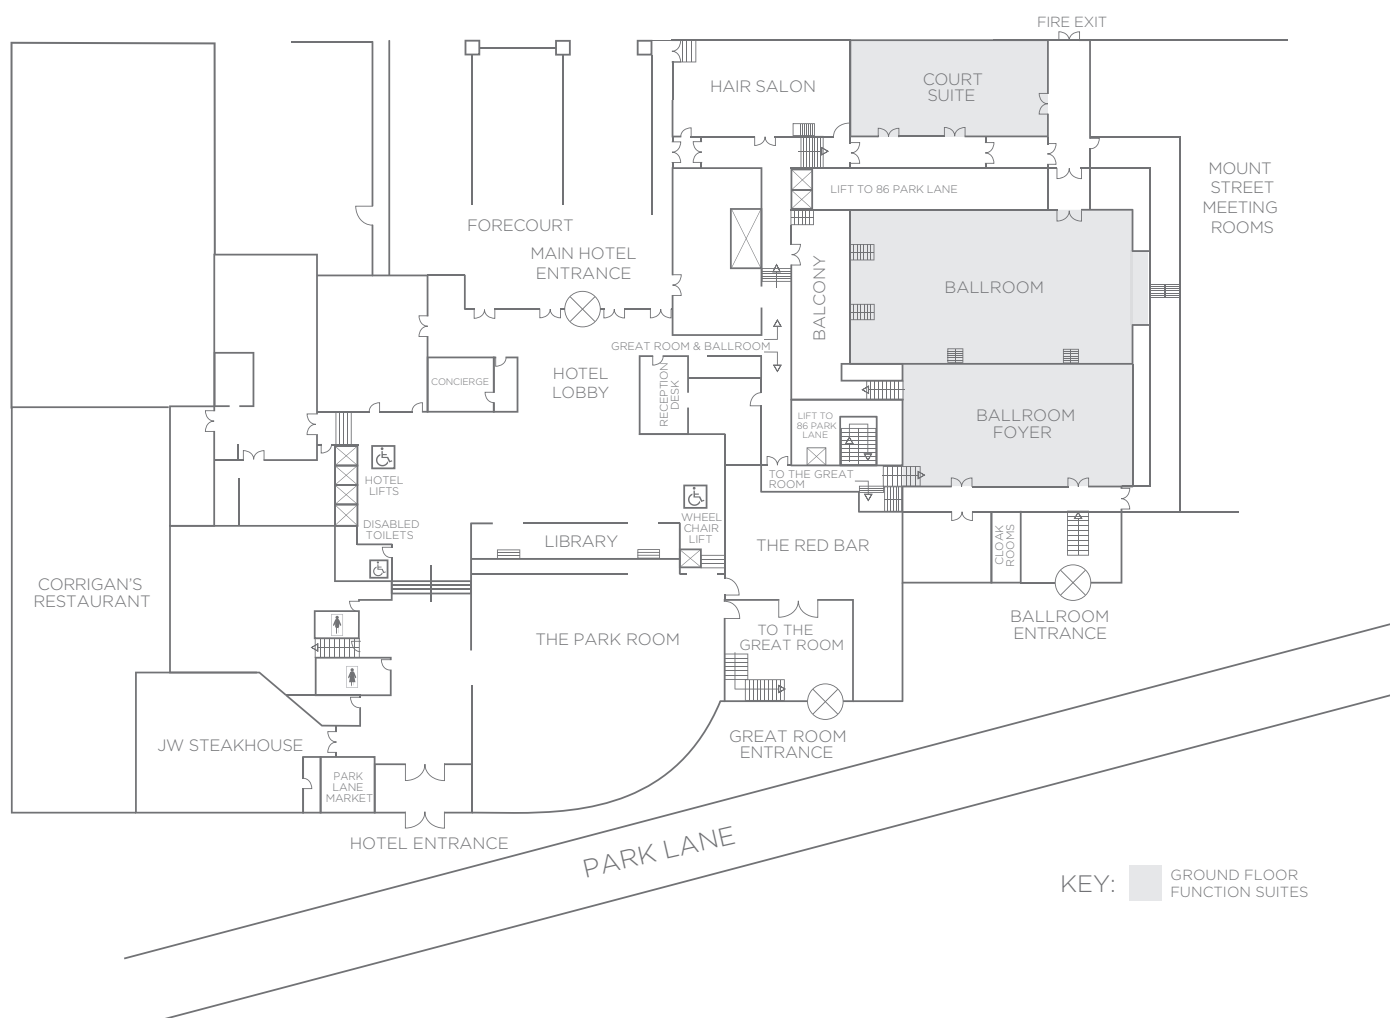 FIRE EXIT
HAIR SALON
COURT
SUITE
MOUNT
STREET
MEETING
ROOMS
LIFT TO 86 PARK LANE
FORECOURT
MAIN HOTEL
ENTRANCE
BALCONY
BALLROOM
GREAT ROOM & BALLROOM
HOTEL
LOBBY
CONCIERGE
RECEPTION
DESK
LIFT TO
86 PARK
LANE
BALLROOM
FOYER
HOTEL
LIFTS
TO THE GREAT
ROOM
DISABLED
TOILETS
WHEEL
CHAIR
LIFT
LIBRARY
THE RED BAR
CLOAK
ROOMS
CORRIGAN'S
RESTAURANT
BALLROOM
ENTRANCE
THE PARK ROOM
TO THE
GREAT ROOM
JW STEAKHOUSE
GREAT ROOM
ENTRANCE
PARK
LANE
MARKET
HOTEL ENTRANCE
PARK LANE
KEY:
GROUND FLOOR
FUNCTION SUITES